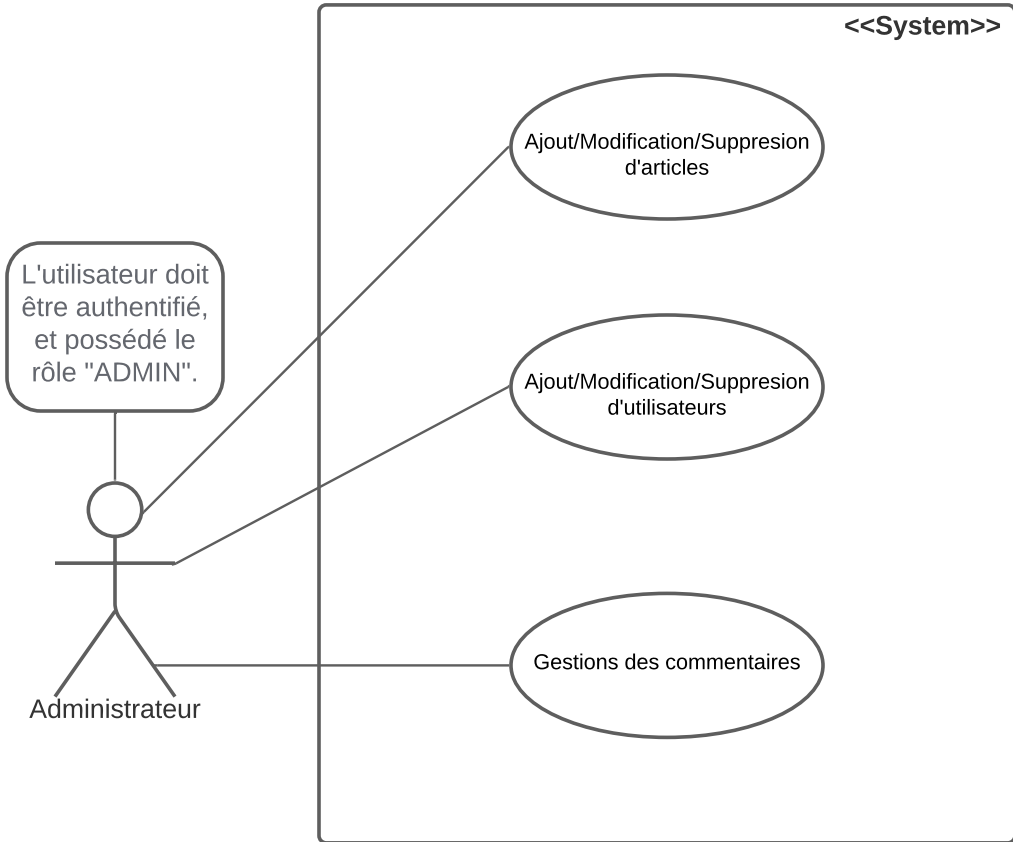 <<System>>
Ajout/Modification/Suppresion
d'articles
L'utilisateur doit
être authentifié,
et possédé le
rôle "ADMIN".
Ajout/Modification/Suppresion
d'utilisateurs
Gestions des commentaires
Administrateur